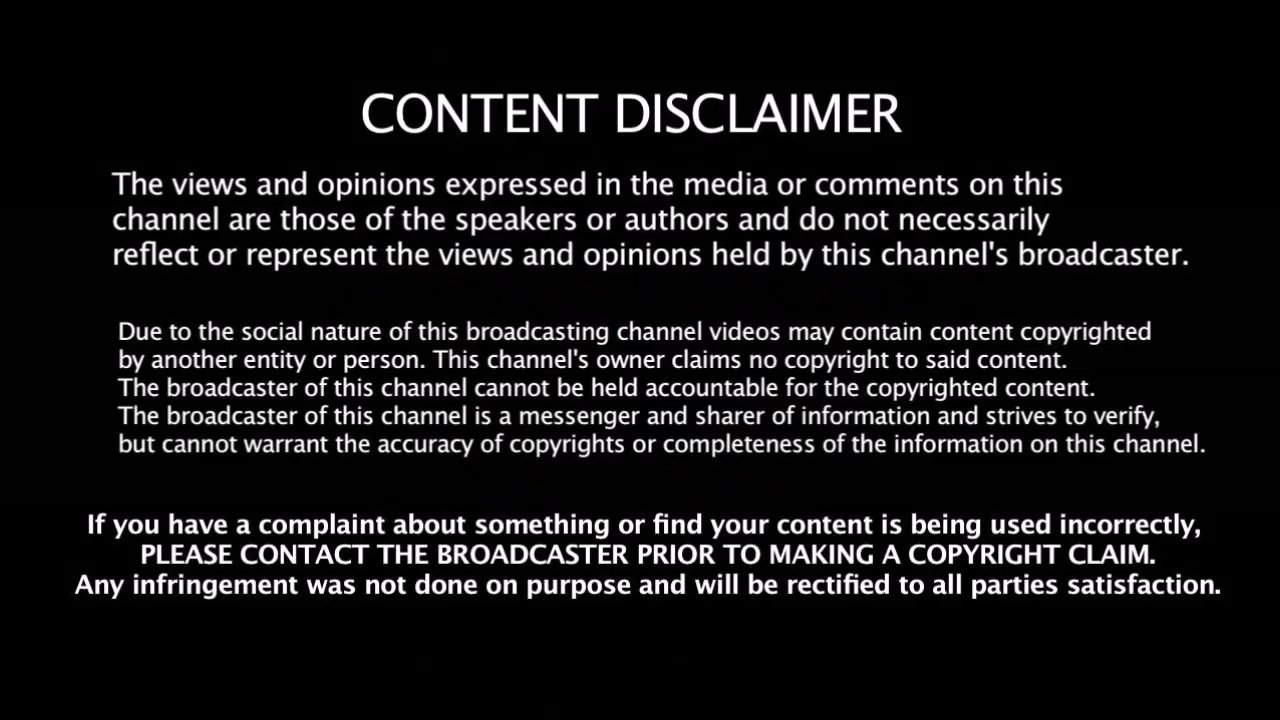 CONTENT DISCLAIMER
The views and opinions expressed in the media or comments on this
channel are those of the speakers or authors and do not necessarily
reflect or represent the views and opinions held by this channel's broadcaster.
Due to the social nature of this broadcasting channel videos may contain content copyrighted
by another entity or person. This channel's owner claims no copyright to said content.
The broadcaster of this channel cannot be held accountable for the copyrighted content.
The broadcaster of this channel is a messenger and sharer of information and strives to verify,
but cannot warrant the accuracy of copyrights or completeness of the information on this channel.
If you have a complaint about something or find your content is being used incorrectly,
PLEASE CONTACT THE BROADCASTER PRIOR TO MAKING A COPYRIGHT CLAIM.
Any infringement was not done on purpose and will be rectified to all parties satisfaction.